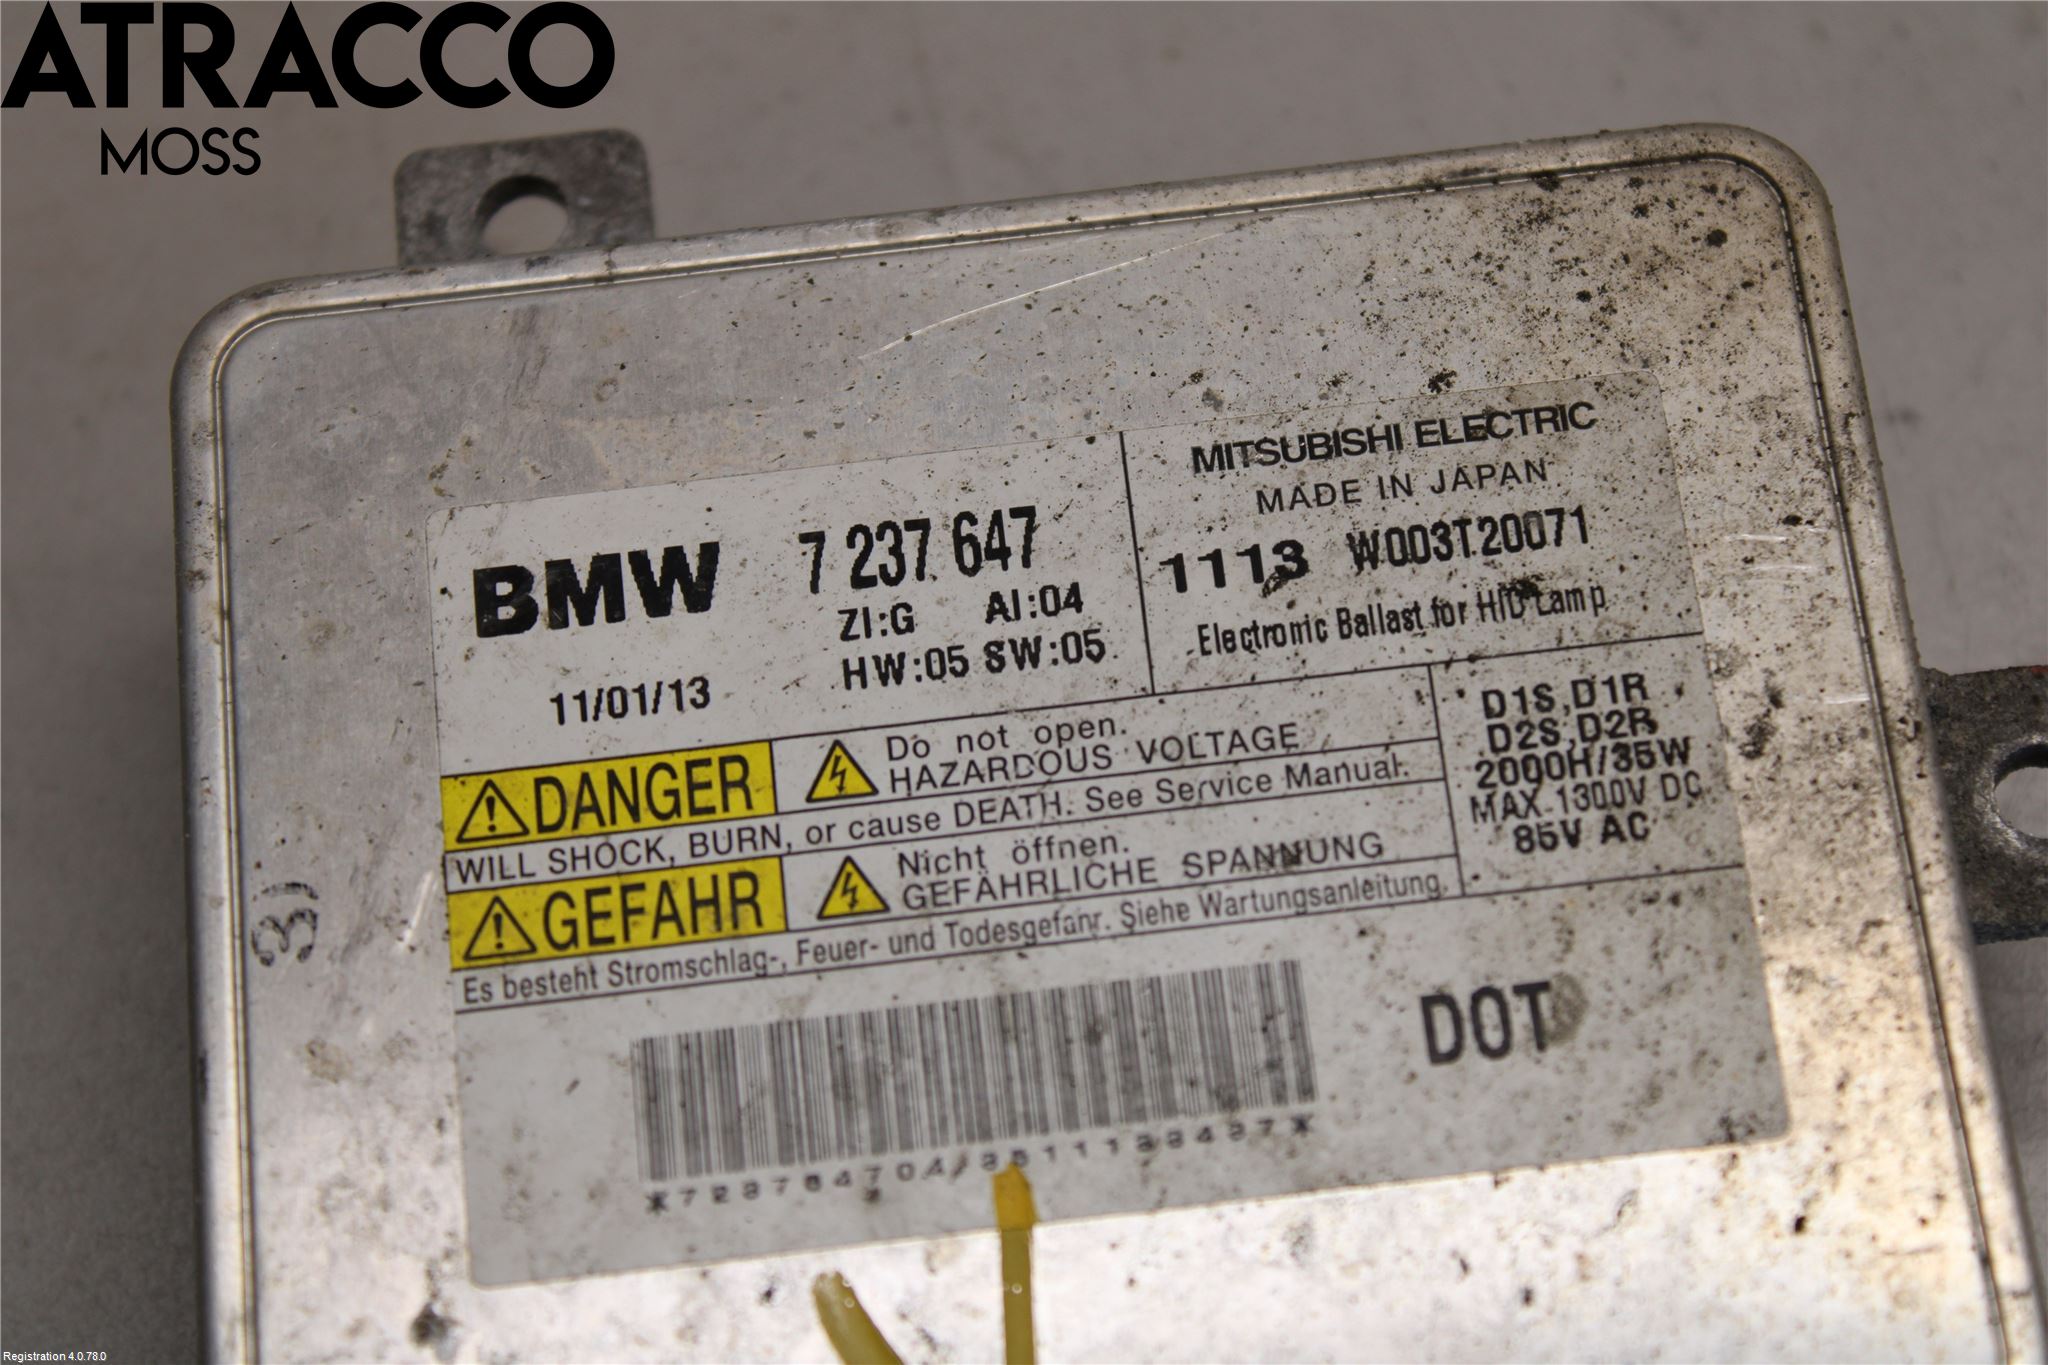 ATRACCO
MOSS
BMW 7 237 647
ZI:G AI:04
HW:05 SW:05
11/01/13
MITSUBISHI ELECTRIC
MADE IN JAPAN
1113 W003T20071
Electronic Ballast for HID Lamp
D1S,D1R
D2S,D2R
2000H/35W
MAX.1300V DC
85V AC
DANGER
Do not open.
HAZARDOUS VOLTAGE
WILL SHOCK, BURN, or cause DEATH. See Service Manual.
GEFAHR
Nicht öffnen.
GEFÄHRLICHE SPANNUNG
Es besteht Stromschlag-, Feuer- und Todesgefahr. Siehe Wartungsanleitung.
DOT
Registration 4.0.78.0